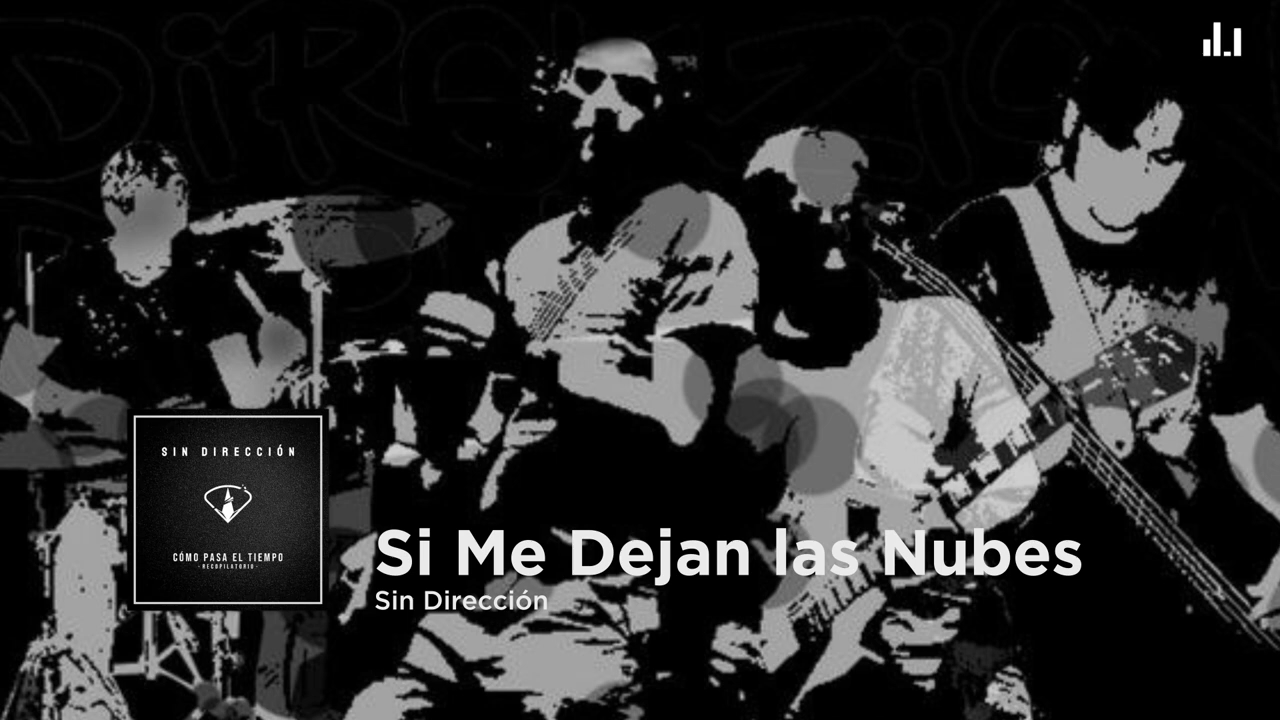 SIN DIRECCIÓN
CÓMO PASA EL TIEMPO
- RECOPILATORIO -
Si Me Dejan las Nubes
Sin Dirección